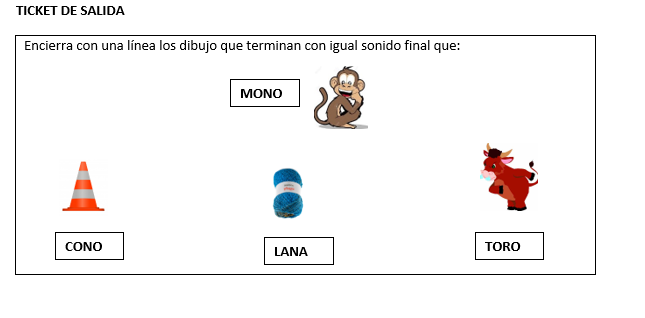 TICKET DE SALIDA
Encierra con una línea los dibujo que terminan con igual sonido final que:
MONO
CONO
LANA
TORO